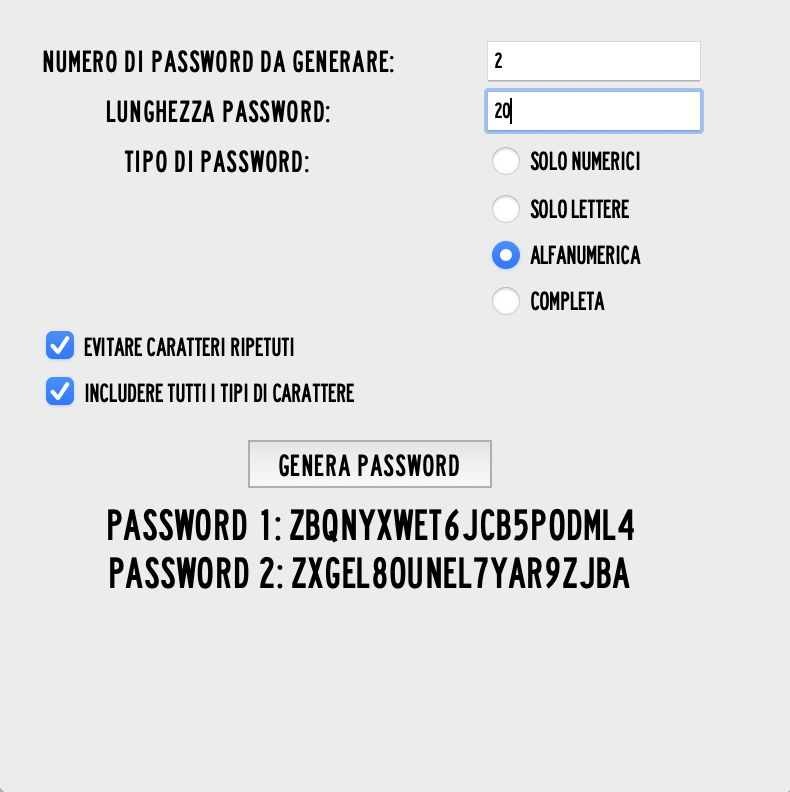 NUMERO DI PASSWORD DA GENERARE: 2
LUNGHEZZA PASSWORD: 20
TIPO DI PASSWORD: SOLO NUMERICI
SOLO LETTERE
ALFANUMERICA
COMPLETA
EVITARE CARATTERI RIPETUTI
INCLUDERE TUTTI I TIPI DI CARATTERE
GENERA PASSWORD
PASSWORD 1: ZBQNYXWET6JCB5PODML4
PASSWORD 2: ZXGEL8OUNEL7YAR9ZJBA